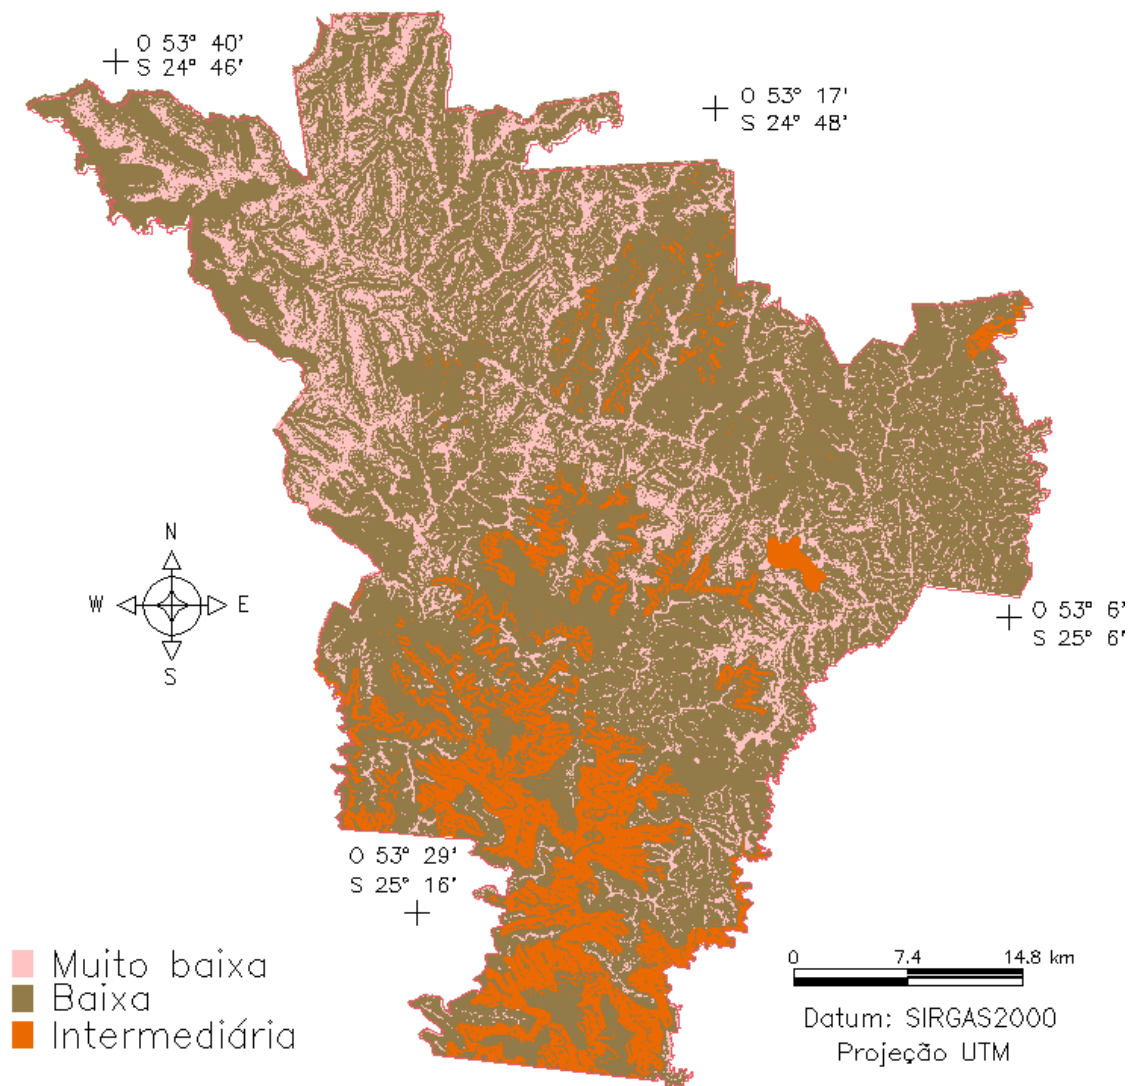 O 53° 40'
S 24° 46'
O 53° 17'
S 24° 48'
N
W
E
S
O 53° 6'
S 25° 6'
O 53° 29'
S 25° 16'
Muito baixa
Baixa
Intermediária
0 7.4 14.8 km
Datum: SIRGAS2000
Projeção UTM